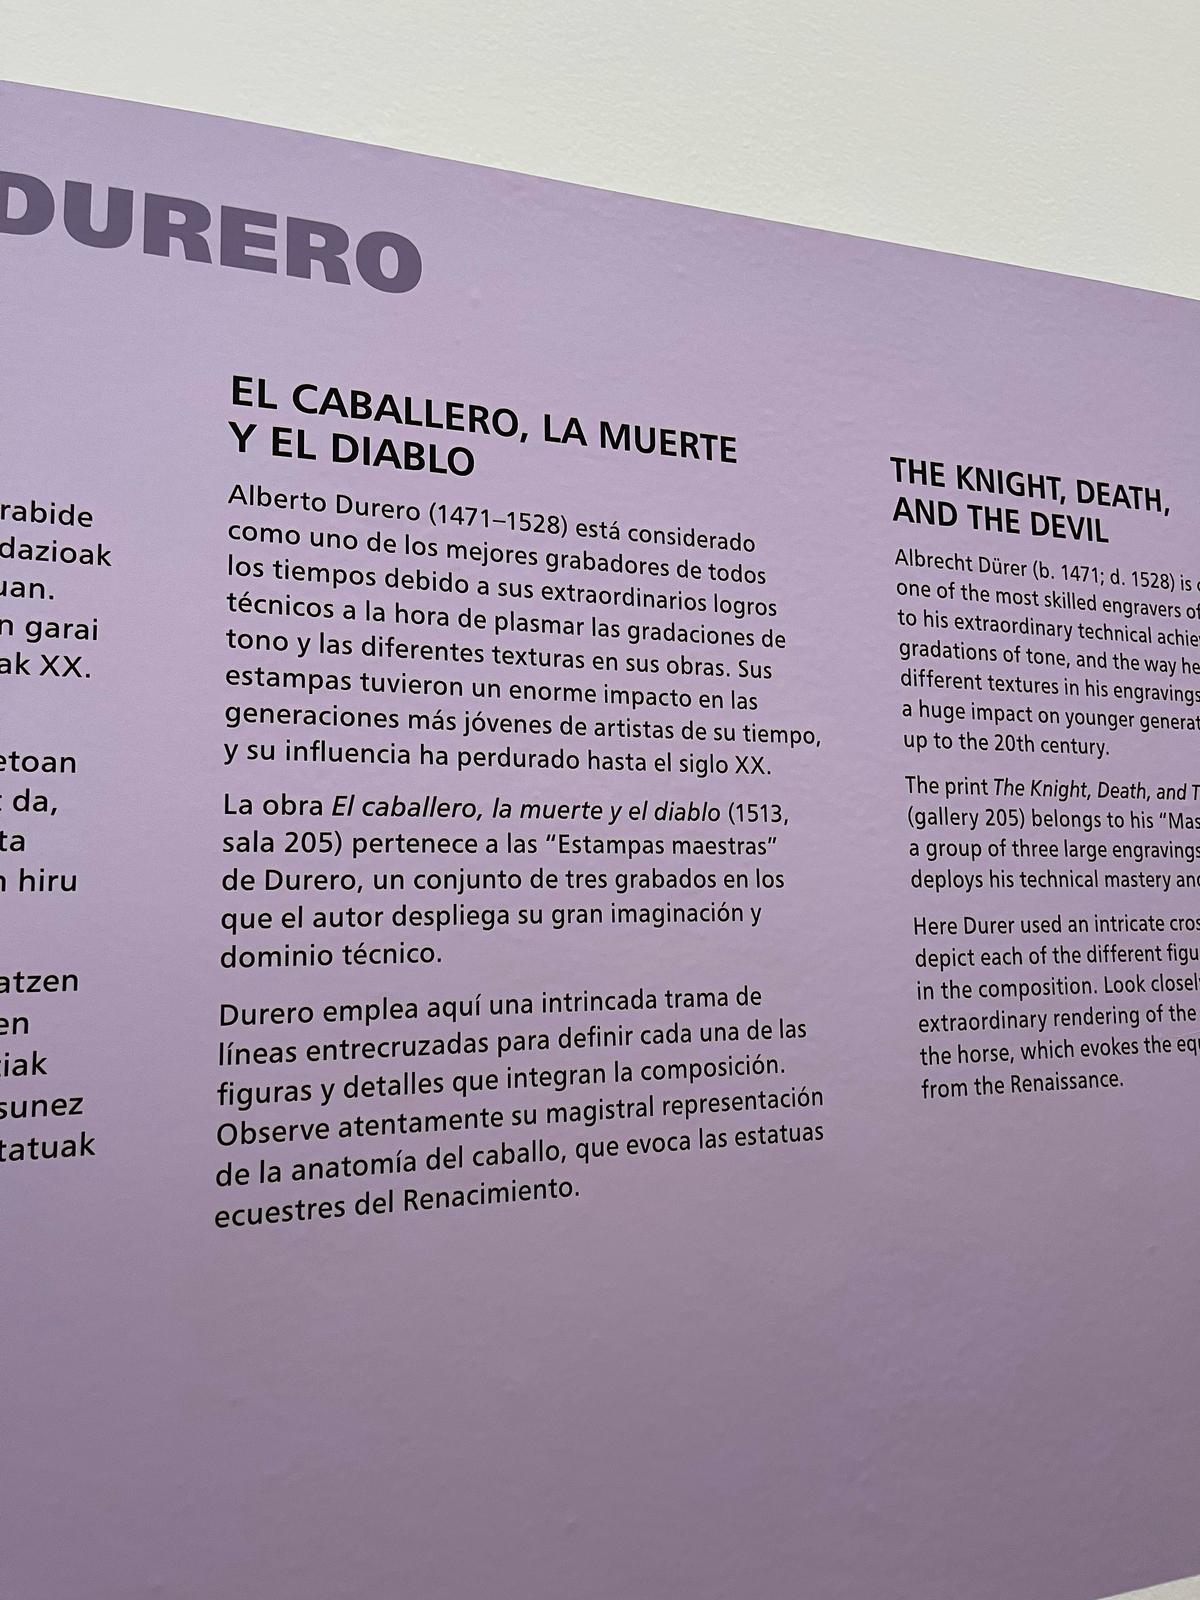 DURERO
rabide
dazioak
uan.
n garai
ak XX.
etoan
t da,
ta
n hiru
atzen
en
tiak
sunez
tatuak
EL CABALLERO, LA MUERTE
Y EL DIABLO
Alberto Durero (1471–1528) está considerado
como uno de los mejores grabadores de todos
los tiempos debido a sus extraordinarios logros
técnicos a la hora de plasmar las gradaciones de
tono y las diferentes texturas en sus obras. Sus
estampas tuvieron un enorme impacto en las
generaciones más jóvenes de artistas de su tiempo,
y su influencia ha perdurado hasta el siglo XX.
La obra El caballero, la muerte y el diablo (1513,
sala 205) pertenece a las “Estampas maestras”
de Durero, un conjunto de tres grabados en los
que el autor despliega su gran imaginación y
dominio técnico.
Durero emplea aquí una intrincada trama de
líneas entrecruzadas para definir cada una de las
figuras y detalles que integran la composición.
Observe atentamente su magistral representación
de la anatomía del caballo, que evoca las estatuas
ecuestres del Renacimiento.
THE KNIGHT, DEATH,
AND THE DEVIL
Albrecht Dürer (b. 1471; d. 1528) is
one of the most skilled engravers of
to his extraordinary technical achie
gradations of tone, and the way he
different textures in his engravings
a huge impact on younger generat
up to the 20th century.
The print The Knight, Death, and T
(gallery 205) belongs to his “Mas
a group of three large engravings
deploys his technical mastery and
Here Durer used an intricate cros
depict each of the different figu
in the composition. Look closel
extraordinary rendering of the
the horse, which evokes the equ
from the Renaissance.